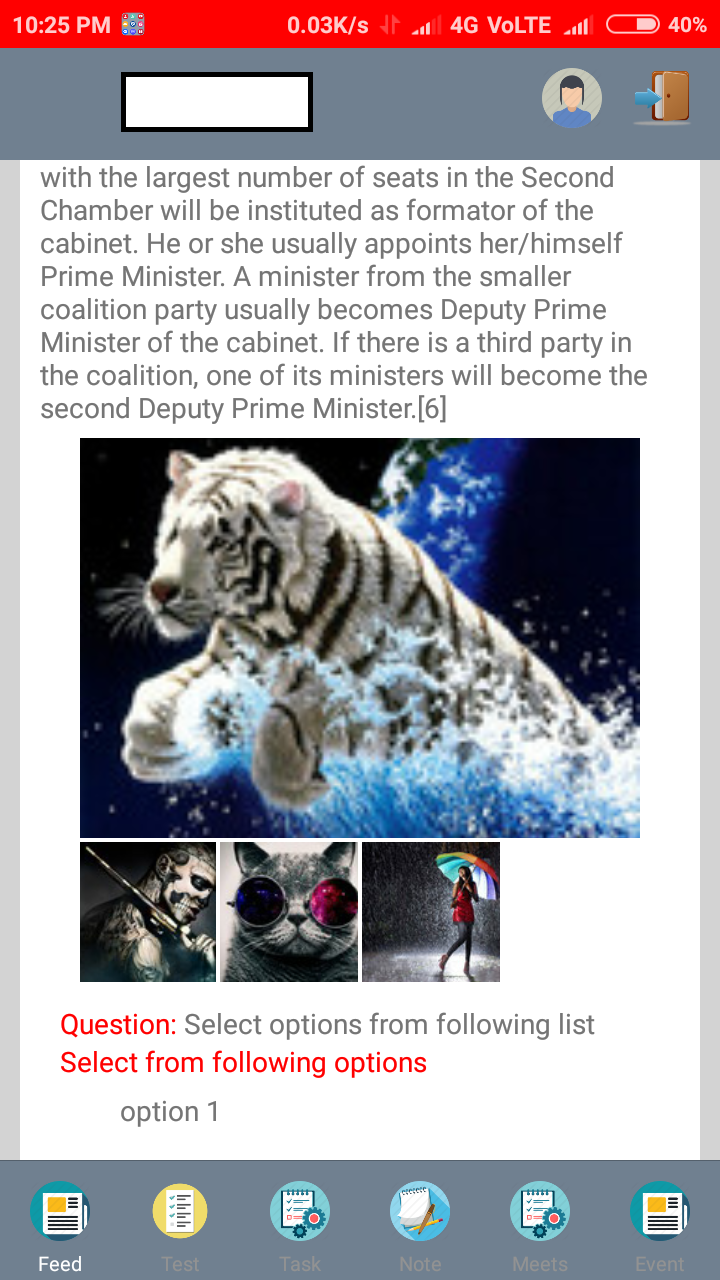 10:25 PM 0.03K/s 4G VoLTE 40%
with the largest number of seats in the Second
Chamber will be instituted as formator of the
cabinet. He or she usually appoints her/himself
Prime Minister. A minister from the smaller
coalition party usually becomes Deputy Prime
Minister of the cabinet. If there is a third party in
the coalition, one of its ministers will become the
second Deputy Prime Minister.[6]
Question: Select options from following list
Select from following options
option 1
Feed Test Task Note Meets Event